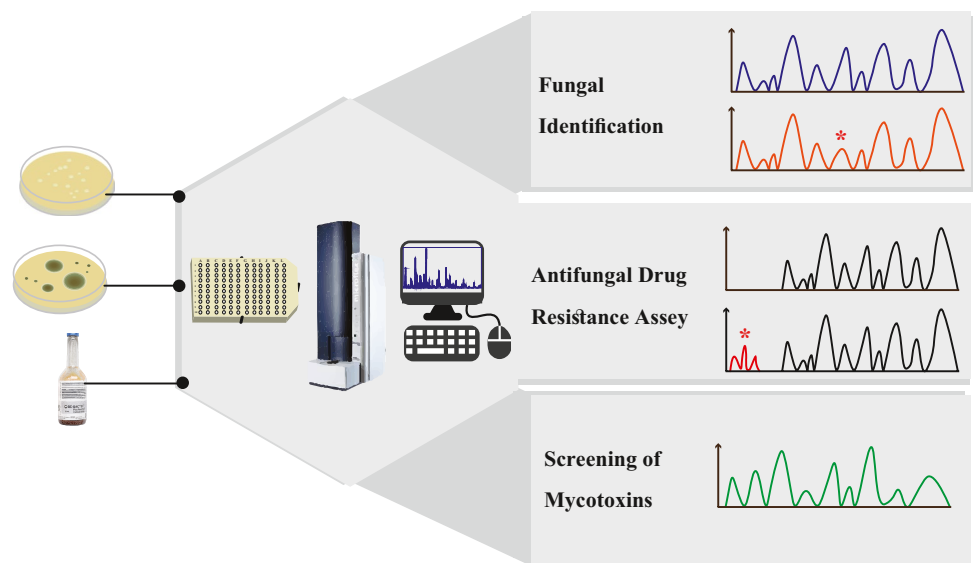 Fungal
Identification
*
Antifungal Drug
Resistance Assey
*
Screening of
Mycotoxins